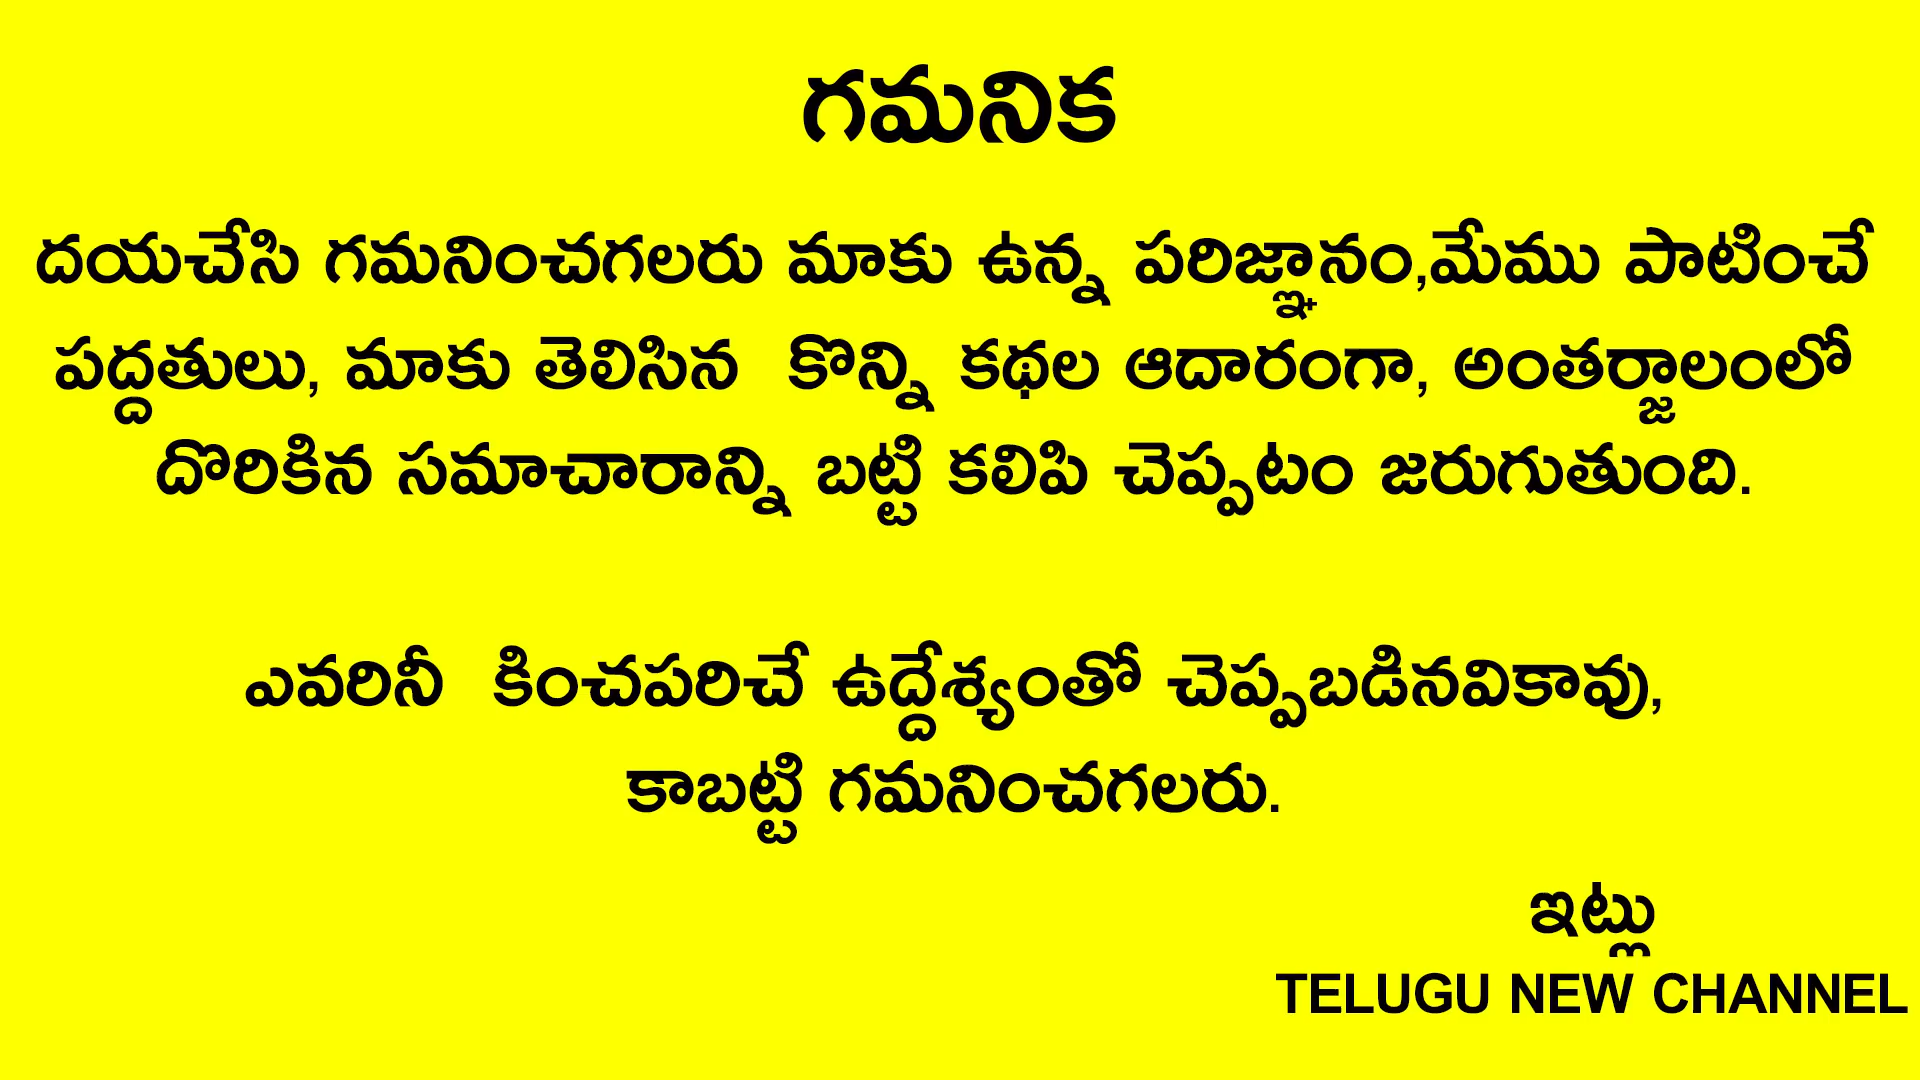 గమనిక
దయచేసి గమనించగలరు మాకు ఉన్న పరిజ్ఞానం,మేము పాటించే
పద్దతులు, మాకు తెలిసిన కొన్ని కథల ఆదారంగా, అంతర్జాలంలో
దొరికిన సమాచారాన్ని బట్టి కలిపి చెప్పటం జరుగుతుంది.
ఎవరినీ కించపరిచే ఉద్దేశ్యంతో చెప్పబడినవికావు,
కాబట్టి గమనించగలరు.
ఇట్లు
TELUGU NEW CHANNEL